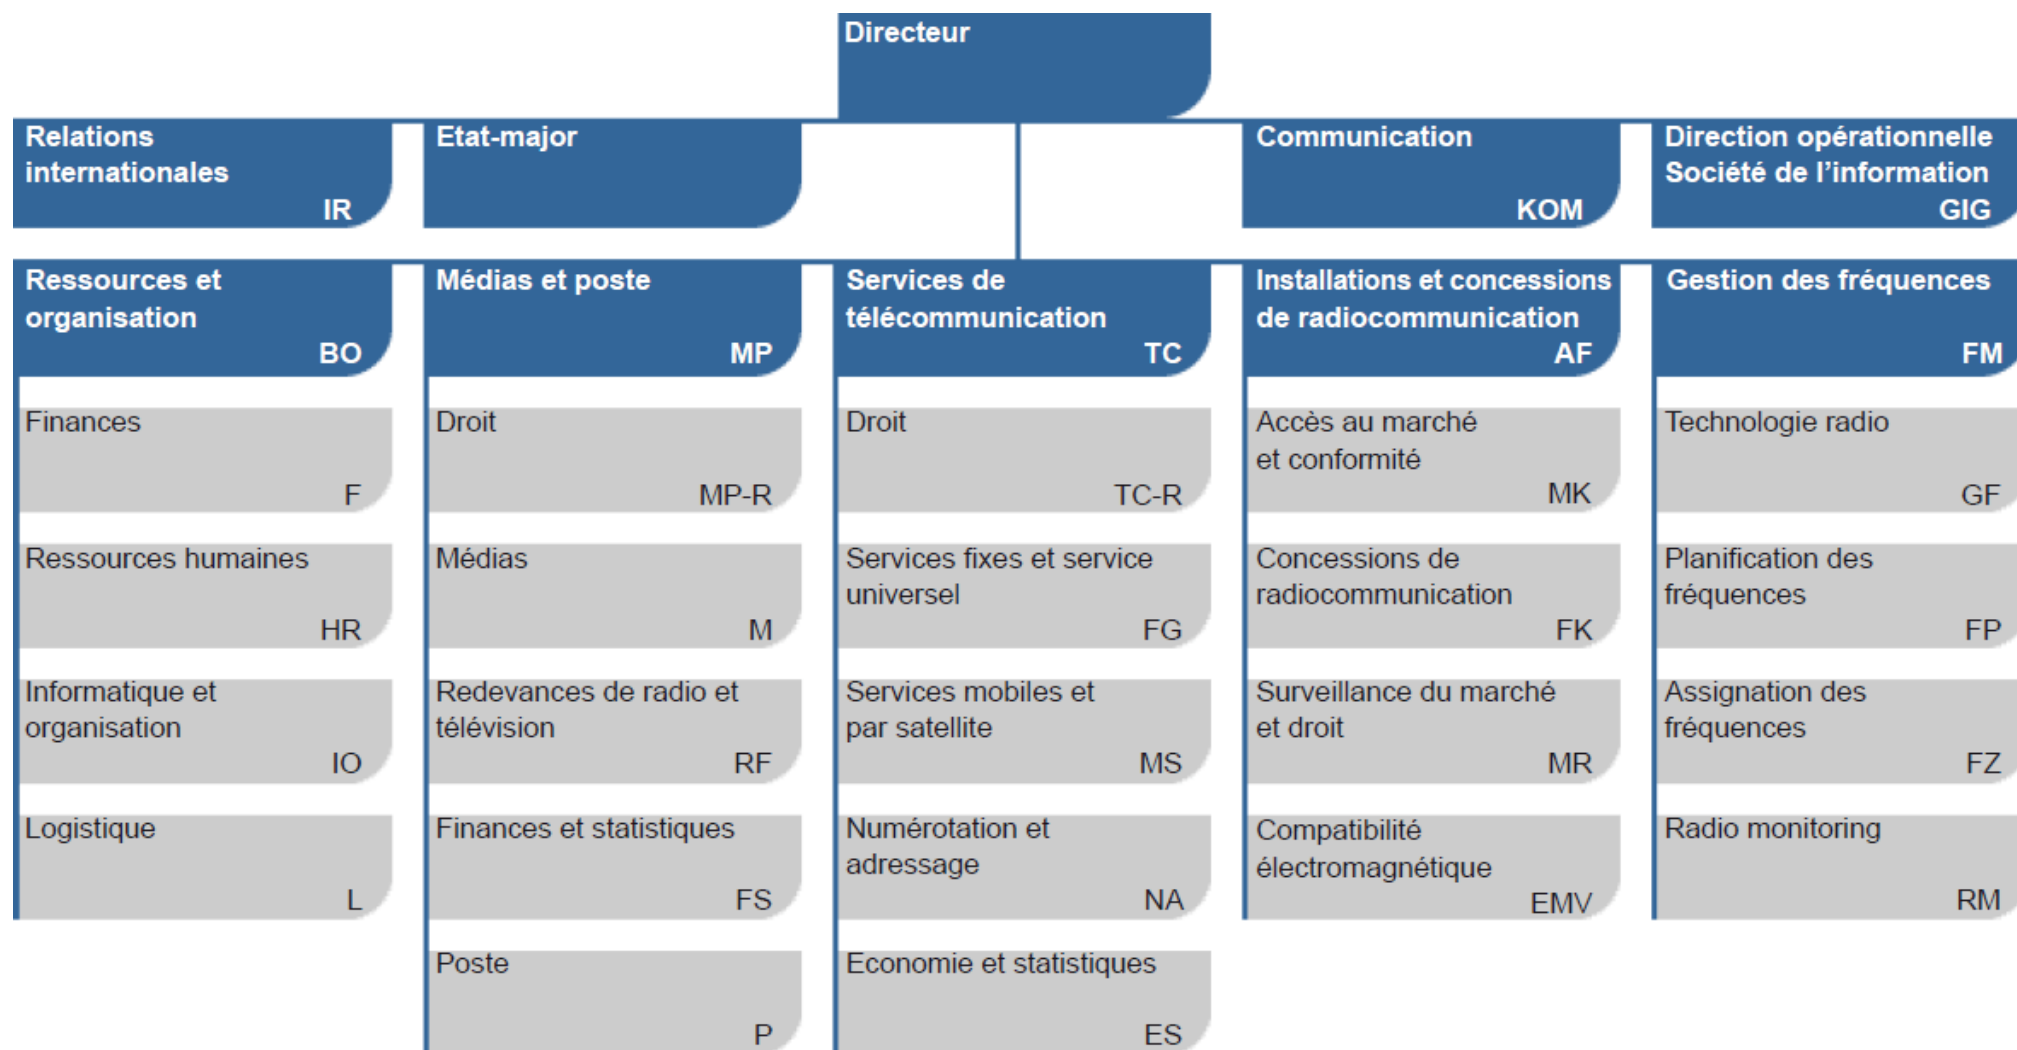 Directeur
Relations
internationales
IR
Etat-major
Communication
KOM
Direction opérationnelle
Société de l'information
GIG
Ressources et
organisation
BO
Médias et poste
MP
Services de
télécommunication
TC
Installations et concessions
de radiocommunication
AF
Gestion des fréquences
FM
Finances
F
Droit
MP-R
Droit
TC-R
Accès au marché
et conformité
MK
Technologie radio
GF
Ressources humaines
HR
Médias
M
Services fixes et service
universel
FG
Concessions de
radiocommunication
FK
Planification des
fréquences
FP
Informatique et
organisation
IO
Redevances de radio et
télévision
RF
Services mobiles et
par satellite
MS
Surveillance du marché
et droit
MR
Assignation des
fréquences
FZ
Logistique
L
Finances et statistiques
FS
Numérotation et
adressage
NA
Compatibilité
électromagnétique
EMV
Radio monitoring
RM
Poste
P
Economie et statistiques
ES